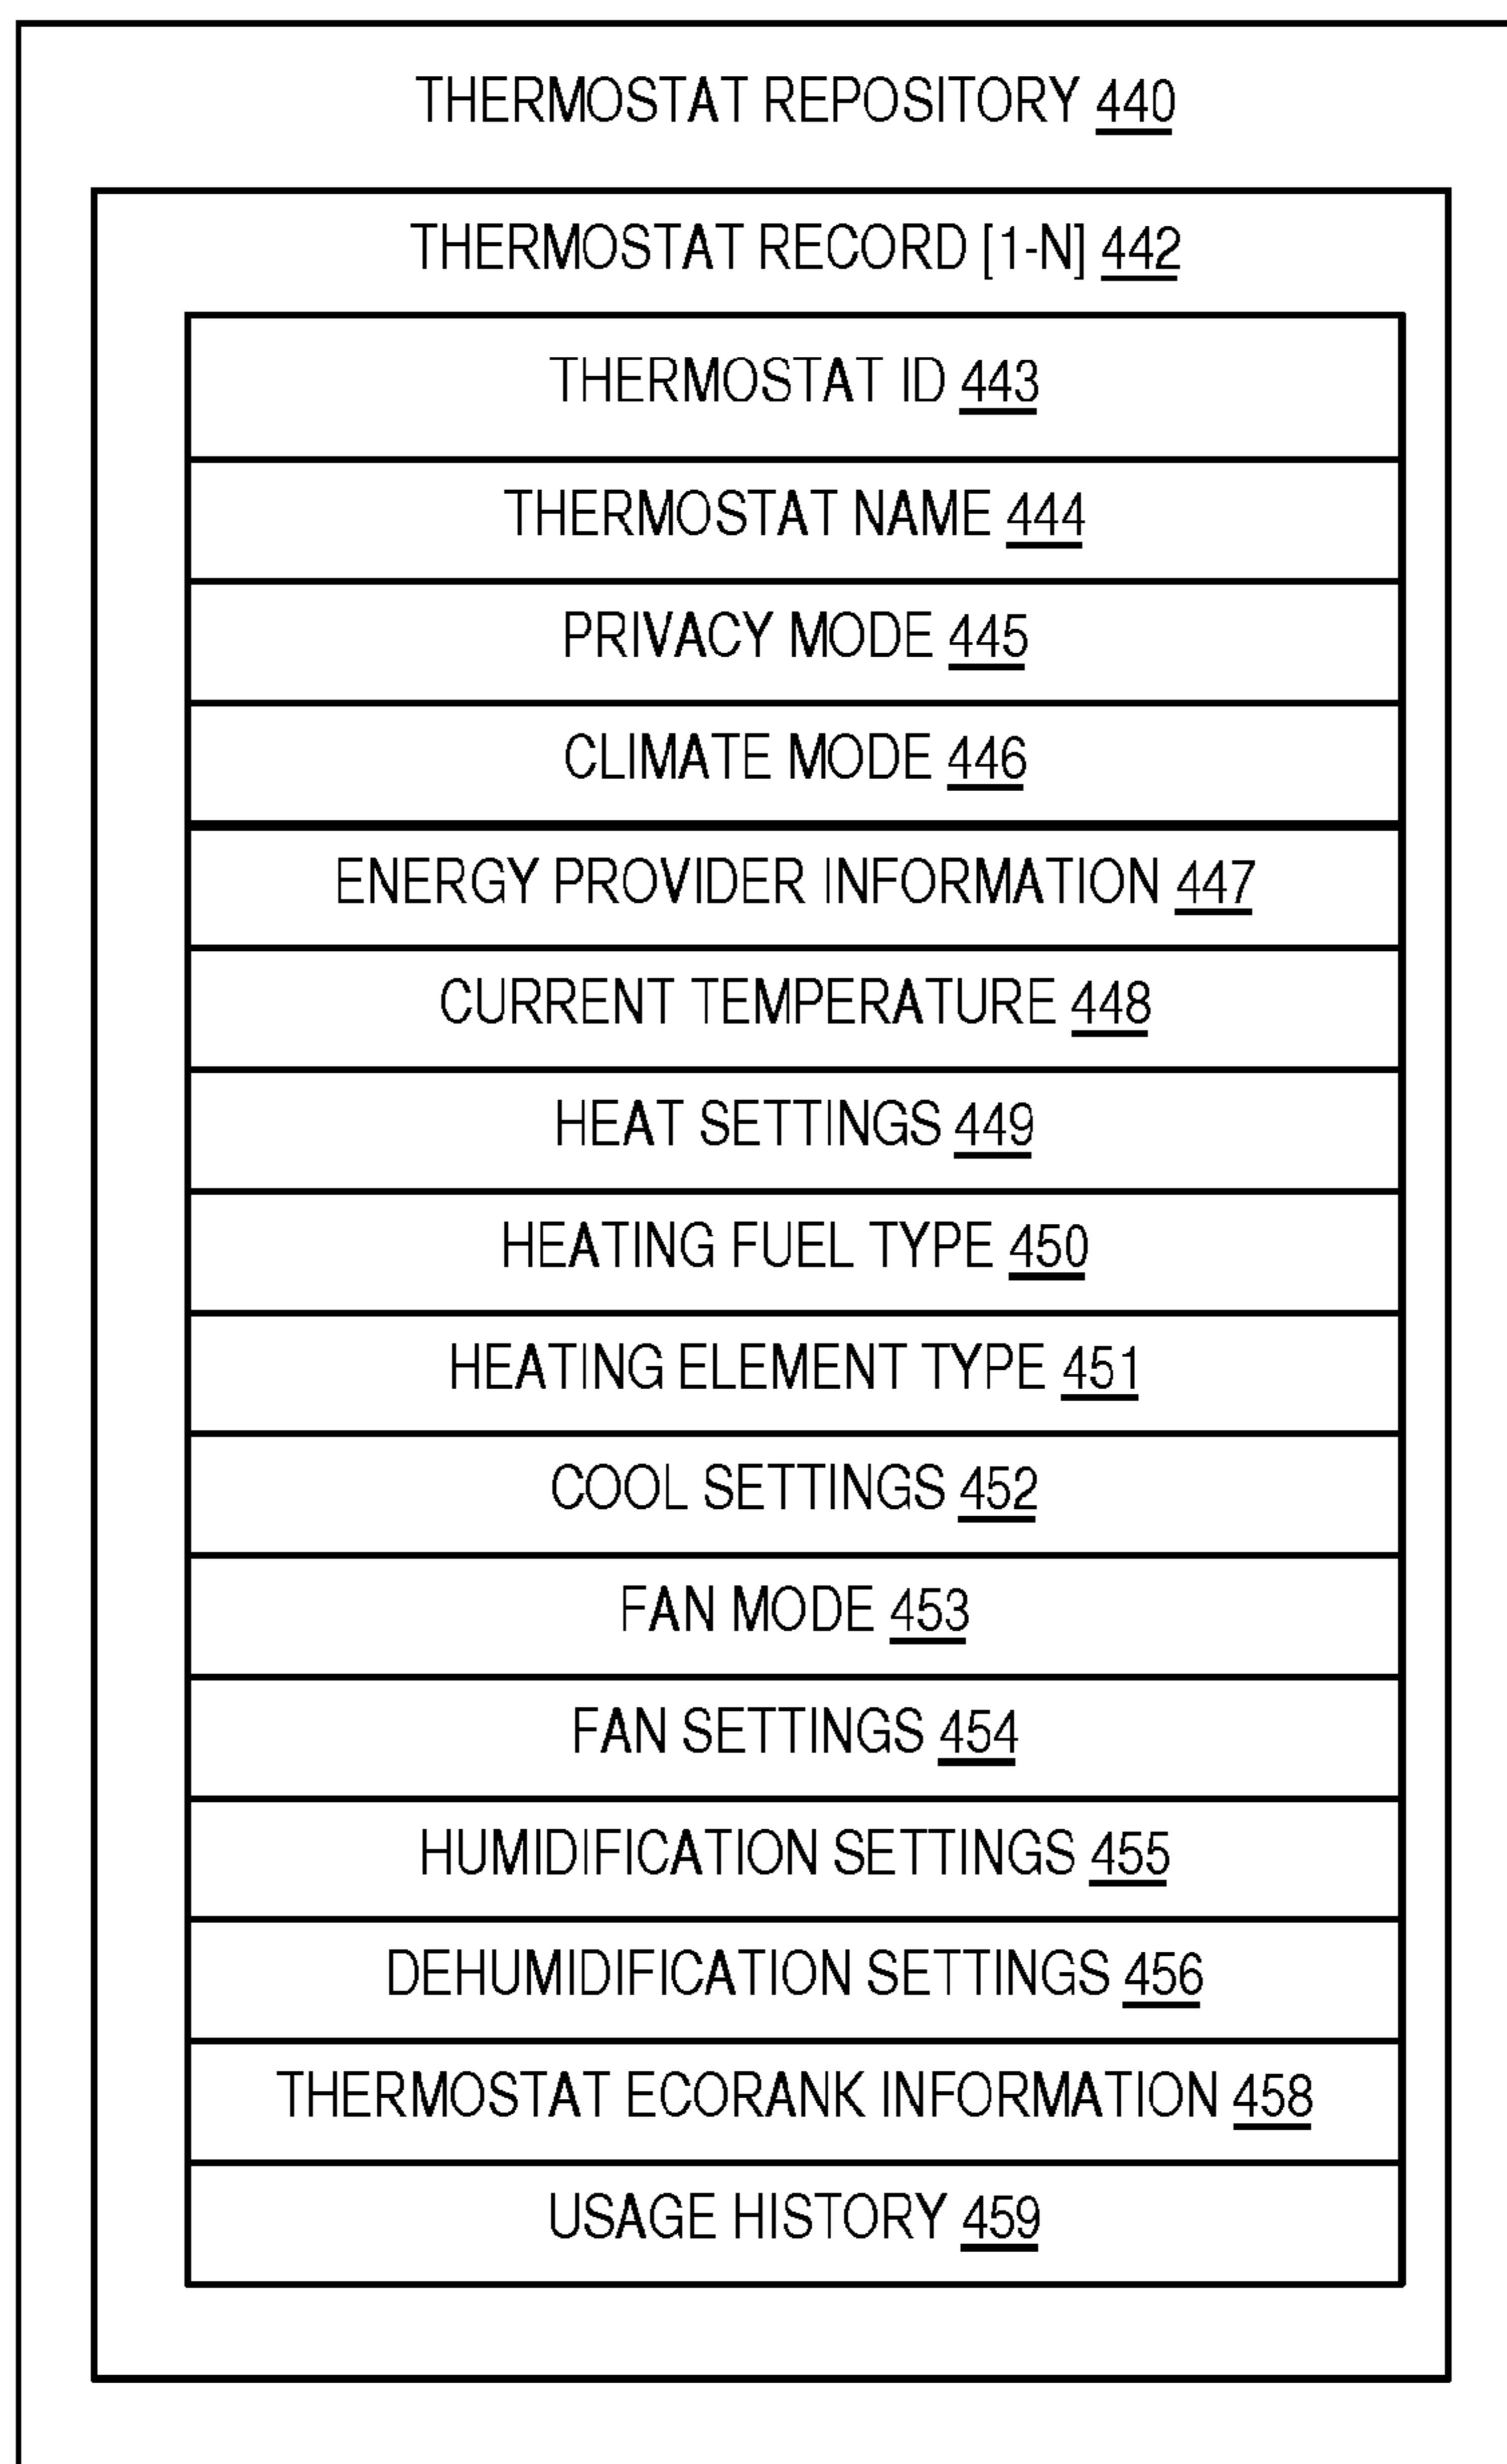 THERMOSTAT REPOSITORY 440
THERMOSTAT RECORD [1-N] 442
THERMOSTAT ID 443
THERMOSTAT NAME 444
PRIVACY MODE 445
CLIMATE MODE 446
ENERGY PROVIDER INFORMATION 447
CURRENT TEMPERATURE 448
HEAT SETTINGS 449
HEATING FUEL TYPE 450
HEATING ELEMENT TYPE 451
COOL SETTINGS 452
FAN MODE 453
FAN SETTINGS 454
HUMIDIFICATION SETTINGS 455
DEHUMIDIFICATION SETTINGS 456
THERMOSTAT ECORANK INFORMATION 458
USAGE HISTORY 459